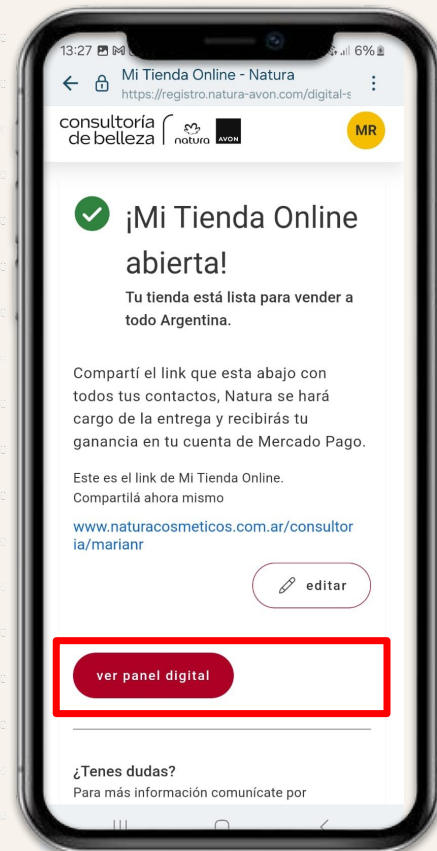 13:27 6%
Mi Tienda Online - Natura
https://registro.natura-avon.com/digital-s
consultoría
de belleza natura AVON MR
¡Mi Tienda Online
abierta!
Tu tienda está lista para vender a
todo Argentina.
Compartí el link que esta abajo con
todos tus contactos, Natura se hará
cargo de la entrega y recibirás tu
ganancia en tu cuenta de Mercado Pago.
Este es el link de Mi Tienda Online.
Compartilá ahora mismo
www.naturacosmeticos.com.ar/consultor
ia/marianr
editar
ver panel digital
¿Tenes dudas?
Para más información comunícate por